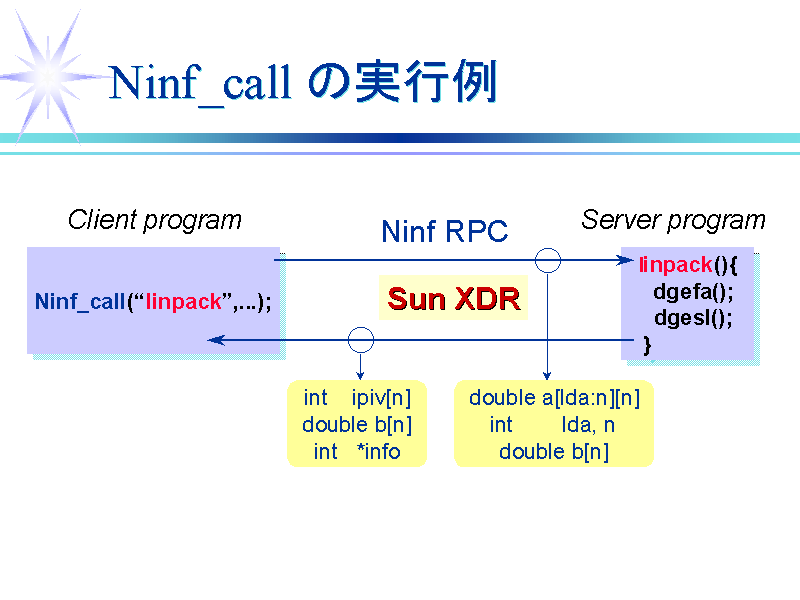 Ninf_call の実行例
Client program
Ninf RPC
Server program
Ninf_call(“linpack”,...);
Sun XDR
linpack(){
dgefa();
dgesl();
}
int ipiv[n]
double b[n]
int *info
double a[lda:n][n]
int lda, n
double b[n]